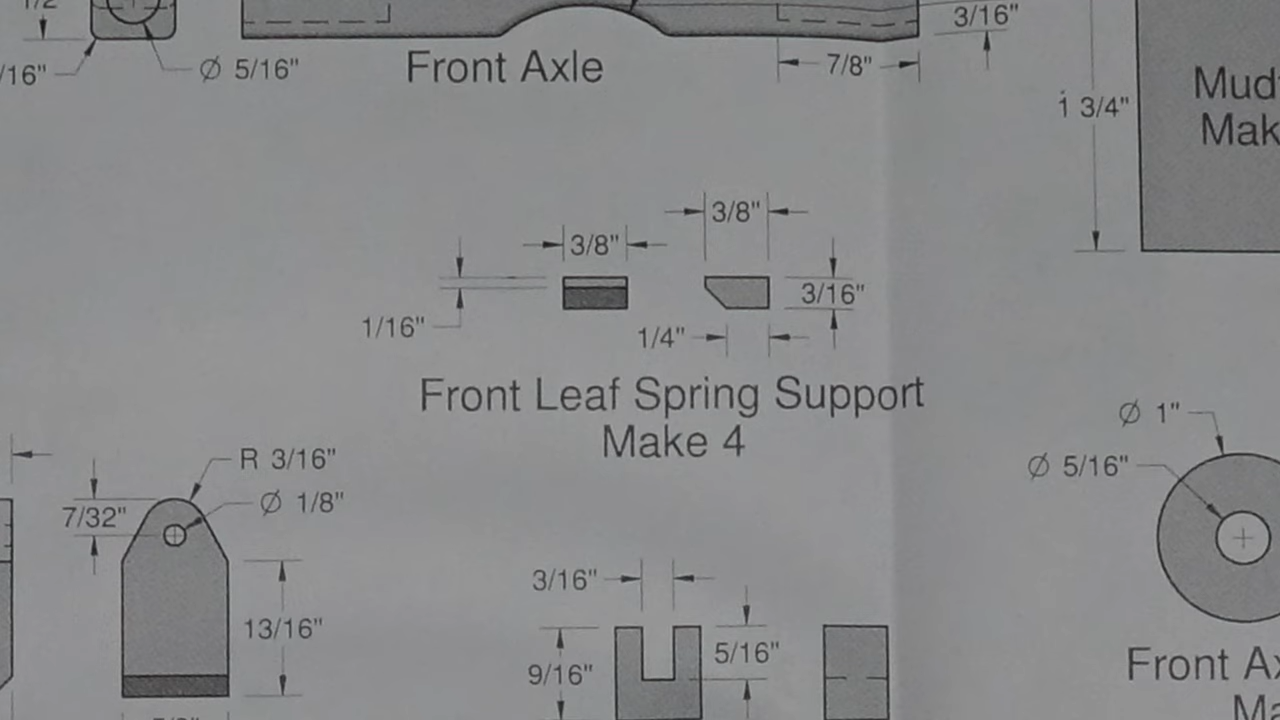 1/2
/16"
Ø 5/16"
Front Axle
7/8"
3/16"
1 3/4"
Mud
Mak
3/8"
3/8"
1/16"
3/16"
1/4"
Front Leaf Spring Support
Make 4
Ø 1"
Ø 5/16"
R 3/16"
Ø 1/8"
7/32"
13/16"
3/16"
9/16"
5/16"
Front Ax
Ma